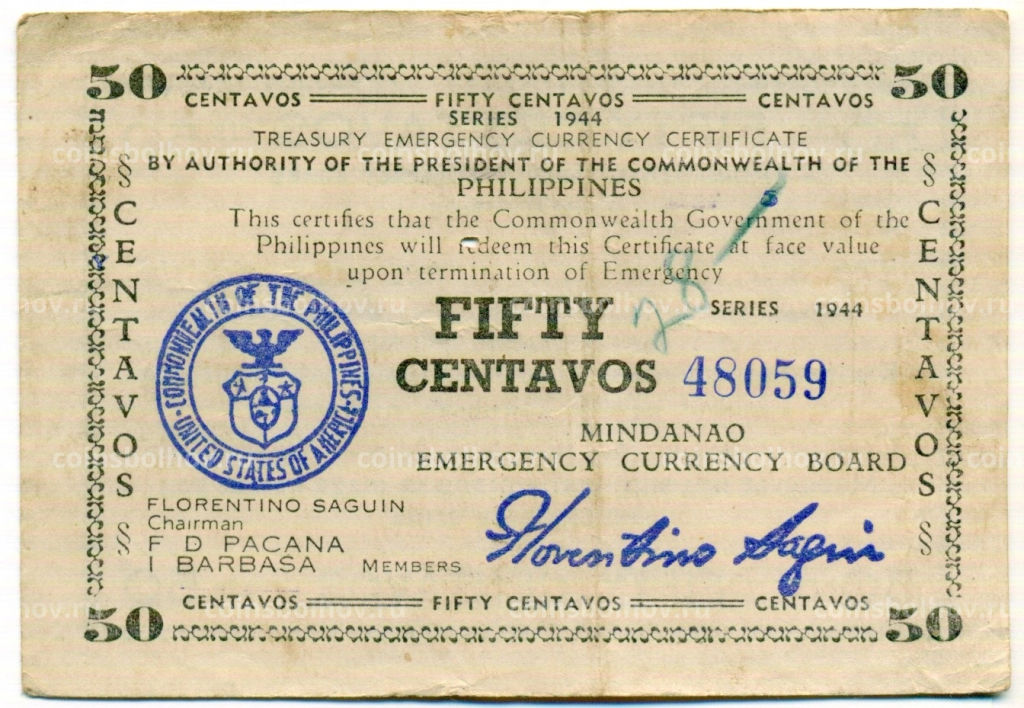 50 CENTAVOS FIFTY CENTAVOS CENTAVOS 50
SERIES 1944
TREASURY EMERGENCY CURRENCY CERTIFICATE
BY AUTHORITY OF THE PRESIDENT OF THE COMMONWEALTH OF THE
PHILIPPINES
This certifies that the Commonwealth Government of the
Philippines will redeem this Certificate at face value
upon termination of Emergency
28-
FIFTY SERIES 1944
CENTAVOS 48059
MINDANAO
EMERGENCY CURRENCY BOARD
§ CENTAVOS §
§ CENTAVOS §
COMMONWEALTH OF THE PHILIPPINES
UNITED STATES OF AMERICA
FLORENTINO SAGUIN
Chairman
F D PACANA
I BARBASA MEMBERS
Florentino Saguin
50 CENTAVOS FIFTY CENTAVOS CENTAVOS 50
coinsbolhov.ru